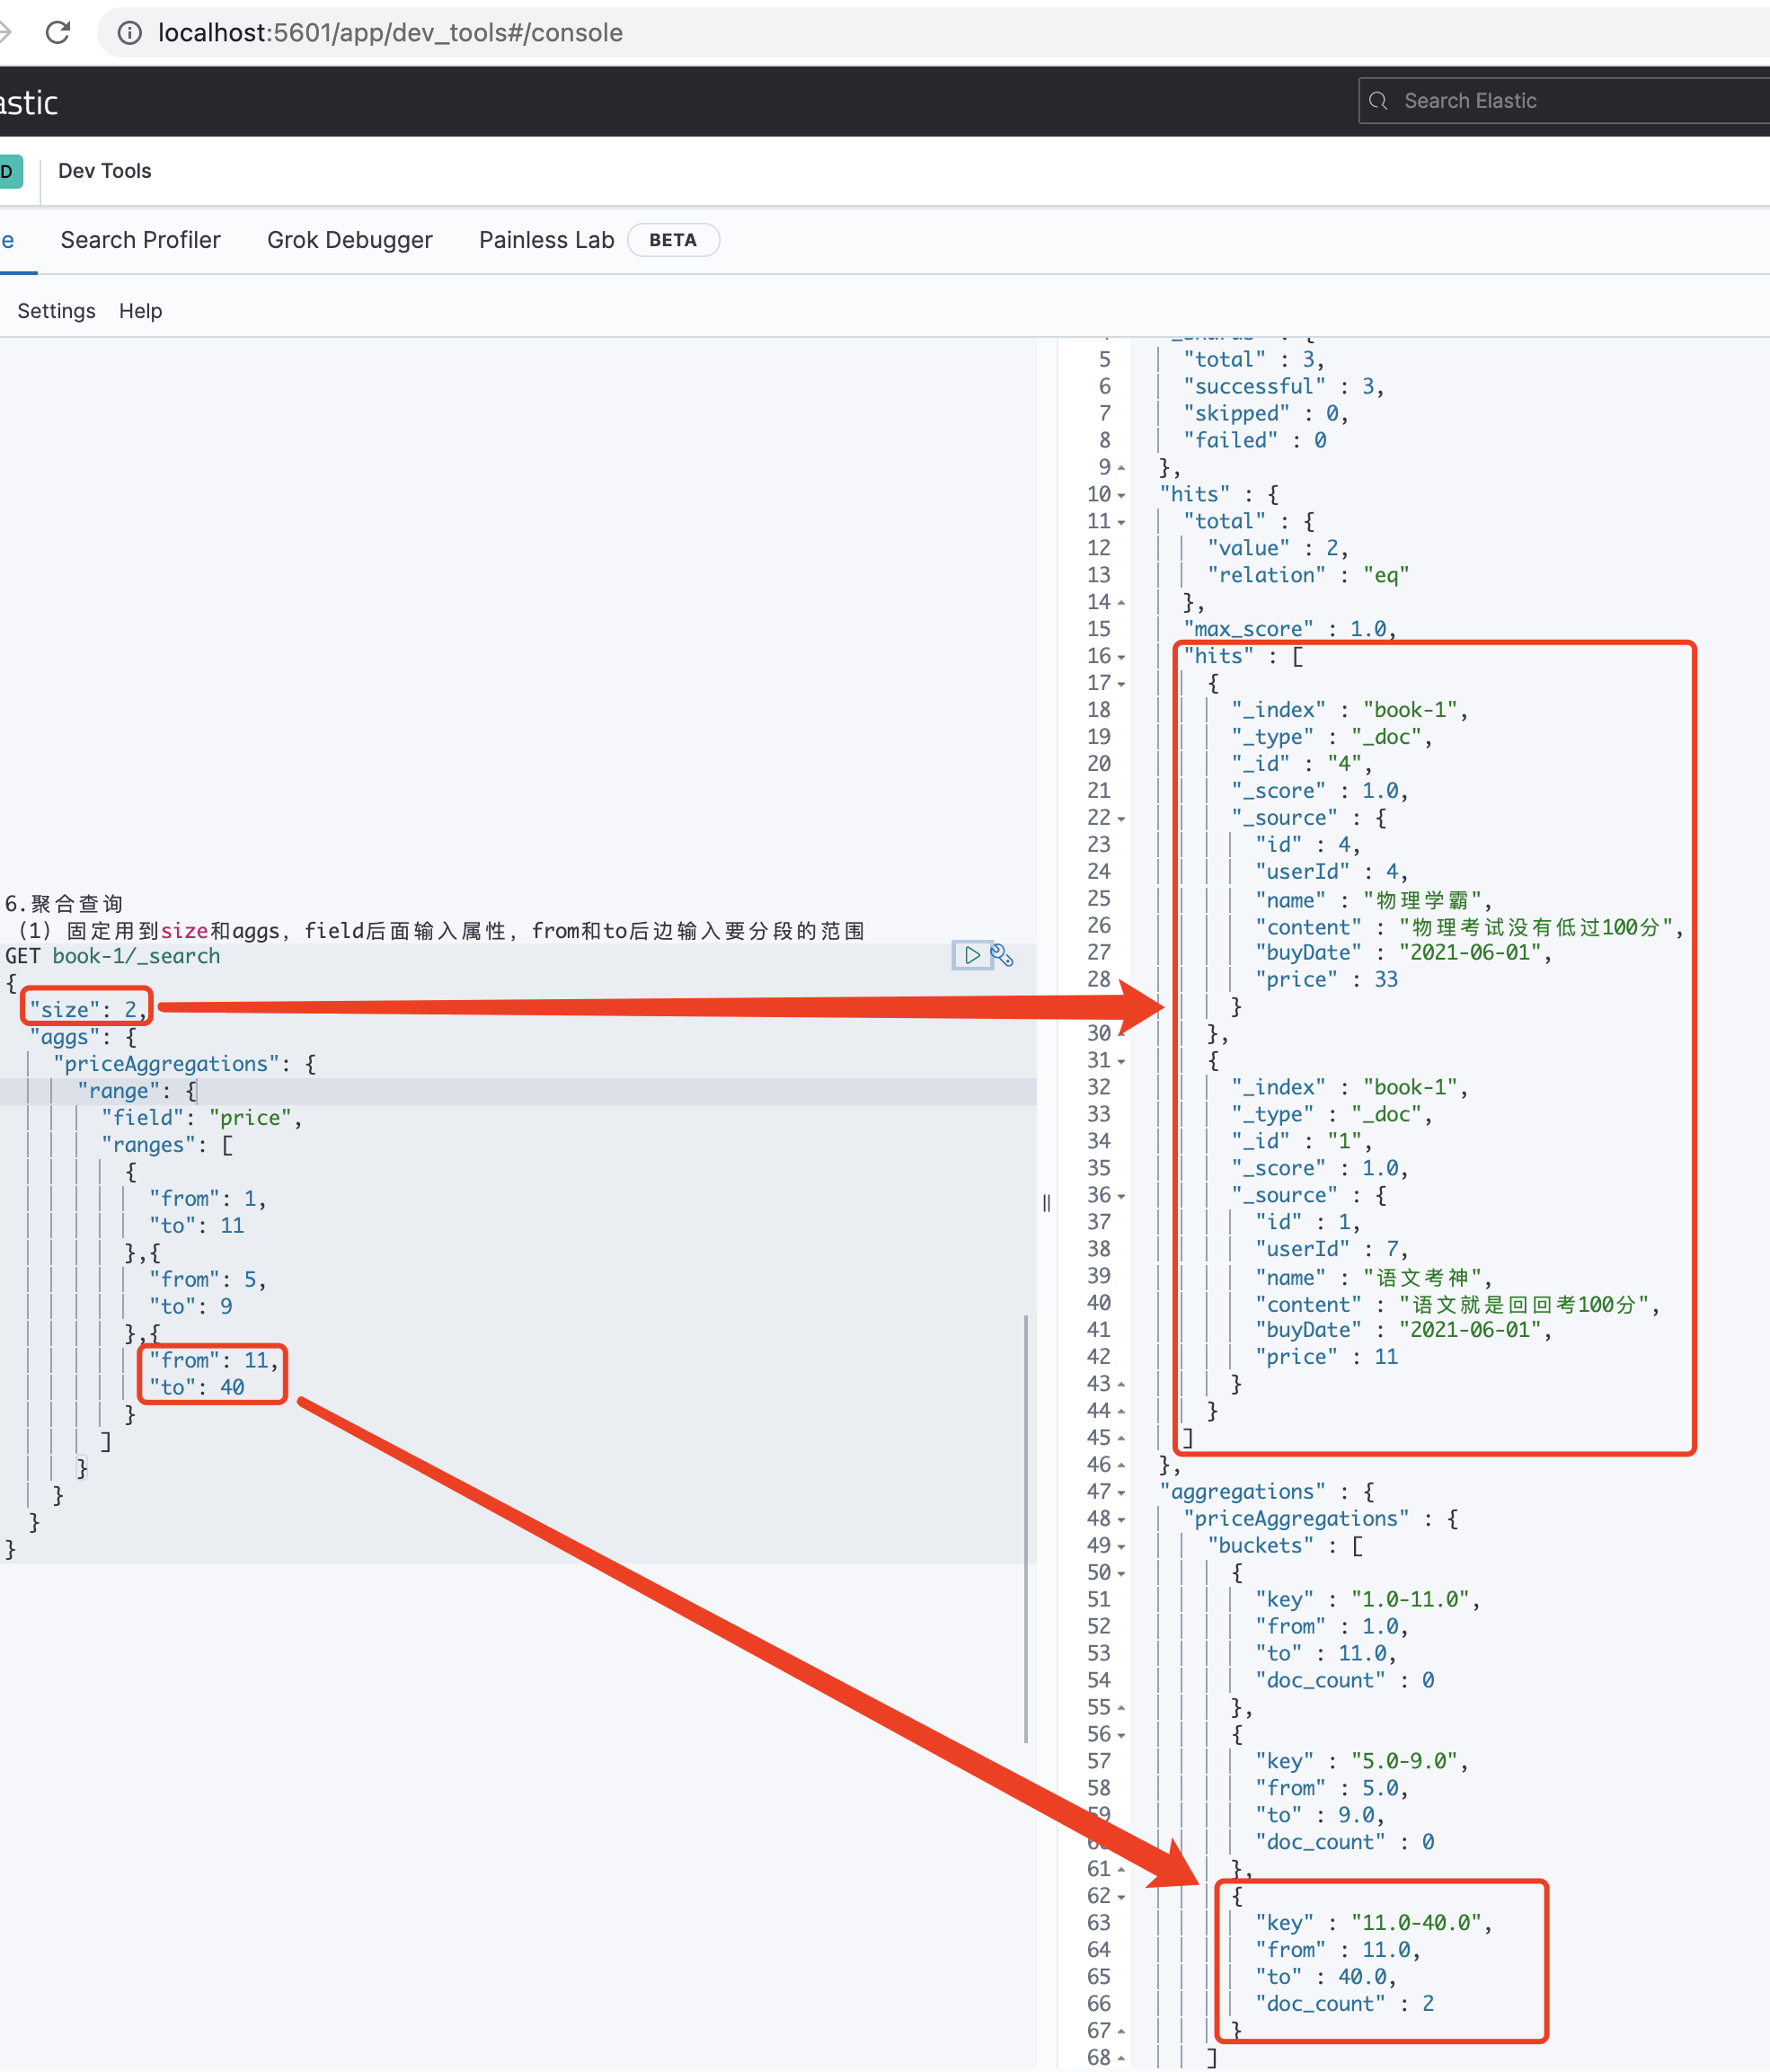 localhost:5601/app/dev_tools#/console
astic
Search Elastic
D
Dev Tools
e
Search Profiler
Grok Debugger
Painless Lab
BETA
Settings
Help
6.聚合查询
（1）固定用到size和aggs，field后面输入属性，from和to后边输入要分段的范围
GET book-1/_search
{
"size": 2,
"aggs": {
"priceAggregations": {
"range": {
"field": "price",
"ranges": [
{
"from": 1,
"to": 11
},{
"from": 5,
"to": 9
},{
"from": 11,
"to": 40
}
]
}
}
}
}
5 "total" : 3,
6 "successful" : 3,
7 "skipped" : 0,
8 "failed" : 0
9 },
10 "hits" : {
11 "total" : {
12 "value" : 2,
13 "relation" : "eq"
14 },
15 "max_score" : 1.0,
16 "hits" : [
17 {
18 "_index" : "book-1",
19 "_type" : "_doc",
20 "_id" : "4",
21 "_score" : 1.0,
22 "_source" : {
23 "id" : 4,
24 "userId" : 4,
25 "name" : "物理学霸",
26 "content" : "物理考试没有低过100分",
27 "buyDate" : "2021-06-01",
28 "price" : 33
}
30 },
31 {
32 "_index" : "book-1",
33 "_type" : "_doc",
34 "_id" : "1",
35 "_score" : 1.0,
36 "_source" : {
37 "id" : 1,
38 "userId" : 7,
39 "name" : "语文考神",
40 "content" : "语文就是回回考100分",
41 "buyDate" : "2021-06-01",
42 "price" : 11
43 }
44 }
45 ]
46 },
47 "aggregations" : {
48 "priceAggregations" : {
49 "buckets" : [
50 {
51 "key" : "1.0-11.0",
52 "from" : 1.0,
53 "to" : 11.0,
54 "doc_count" : 0
55 },
56 {
57 "key" : "5.0-9.0",
58 "from" : 5.0,
59 "to" : 9.0,
60 "doc_count" : 0
61 },
62 {
63 "key" : "11.0-40.0",
64 "from" : 11.0,
65 "to" : 40.0,
66 "doc_count" : 2
67 }
68 ]